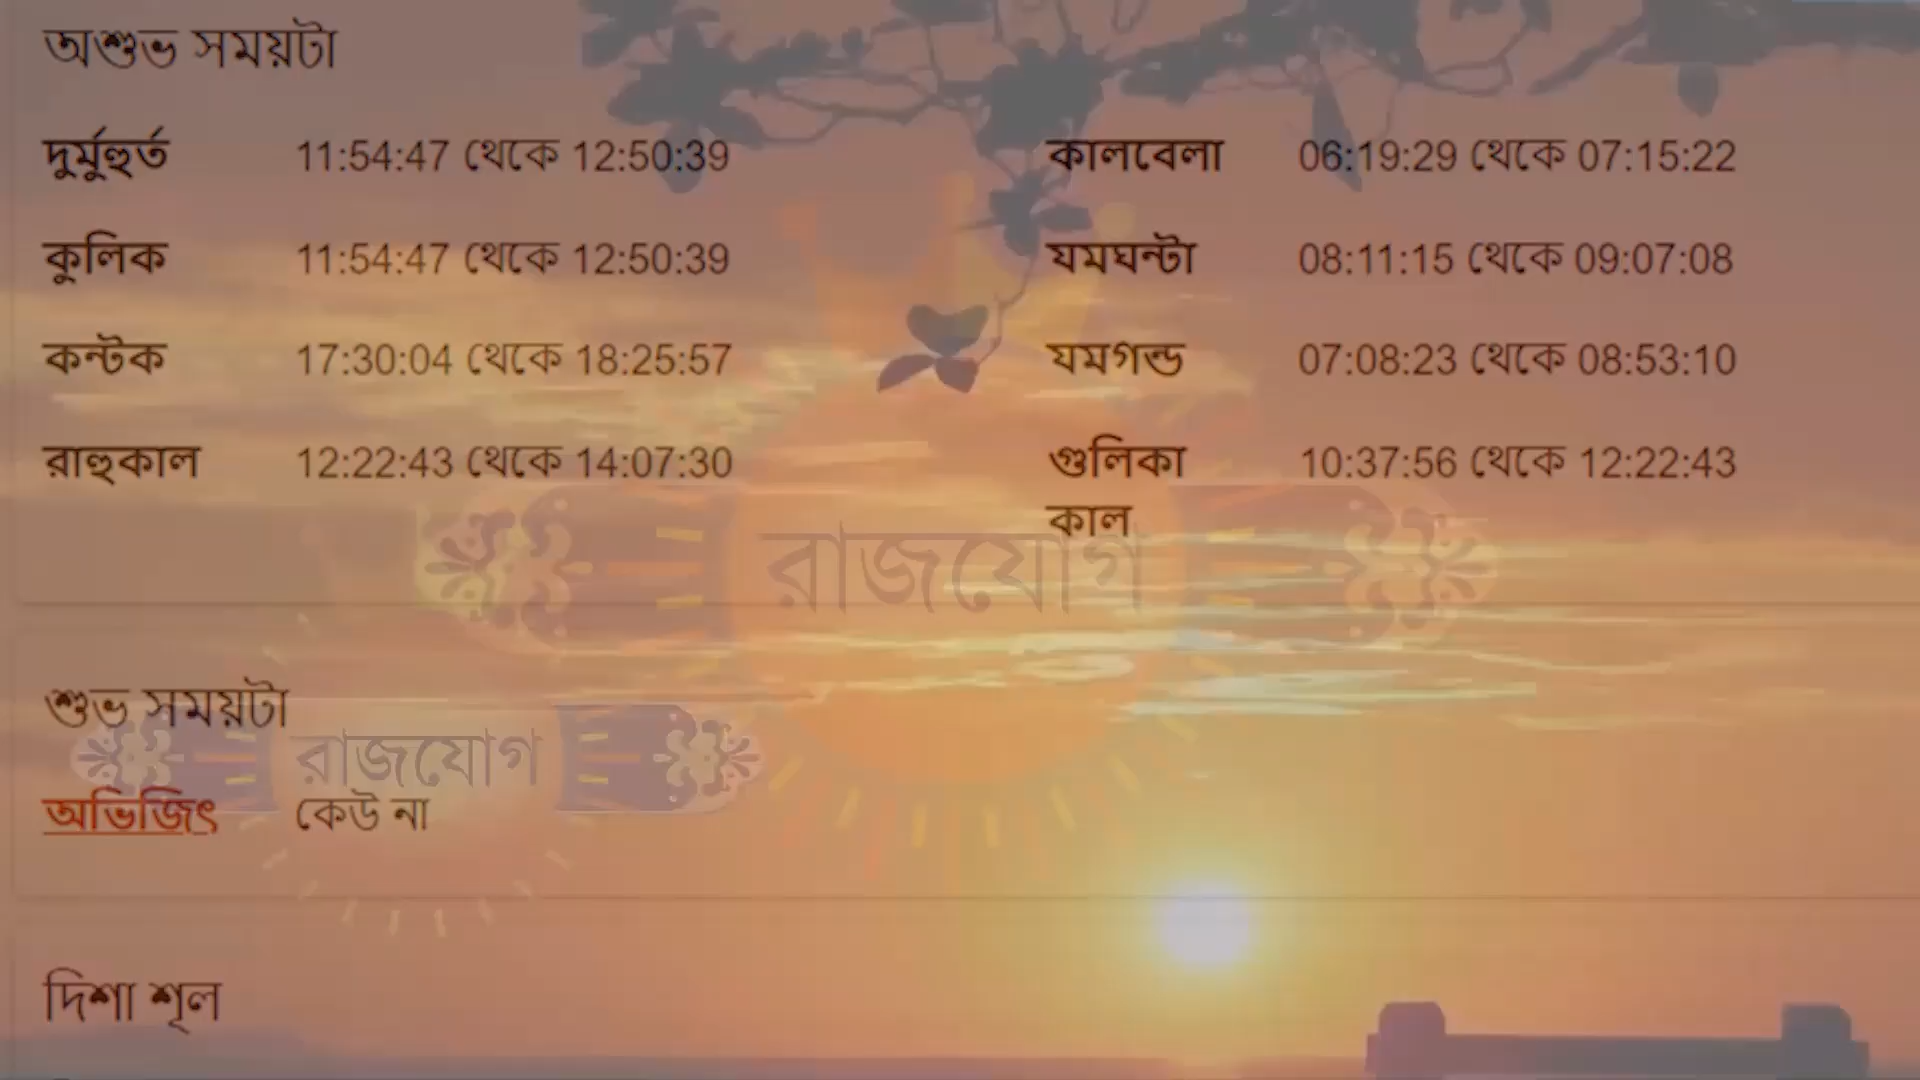 অশুভ সময়টা
দুর্মুহুর্ত 11:54:47 থেকে 12:50:39 কালবেলা 06:19:29 থেকে 07:15:22
কুলিক 11:54:47 থেকে 12:50:39 যমঘন্টা 08:11:15 থেকে 09:07:08
কন্টক 17:30:04 থেকে 18:25:57 যমগন্ড 07:08:23 থেকে 08:53:10
রাহুকাল 12:22:43 থেকে 14:07:30 গুলিকা 10:37:56 থেকে 12:22:43
কাল
রাজযোগ
শুভ সময়টা
রাজযোগ
অভিজিৎ কেউ না
দিশা শূল